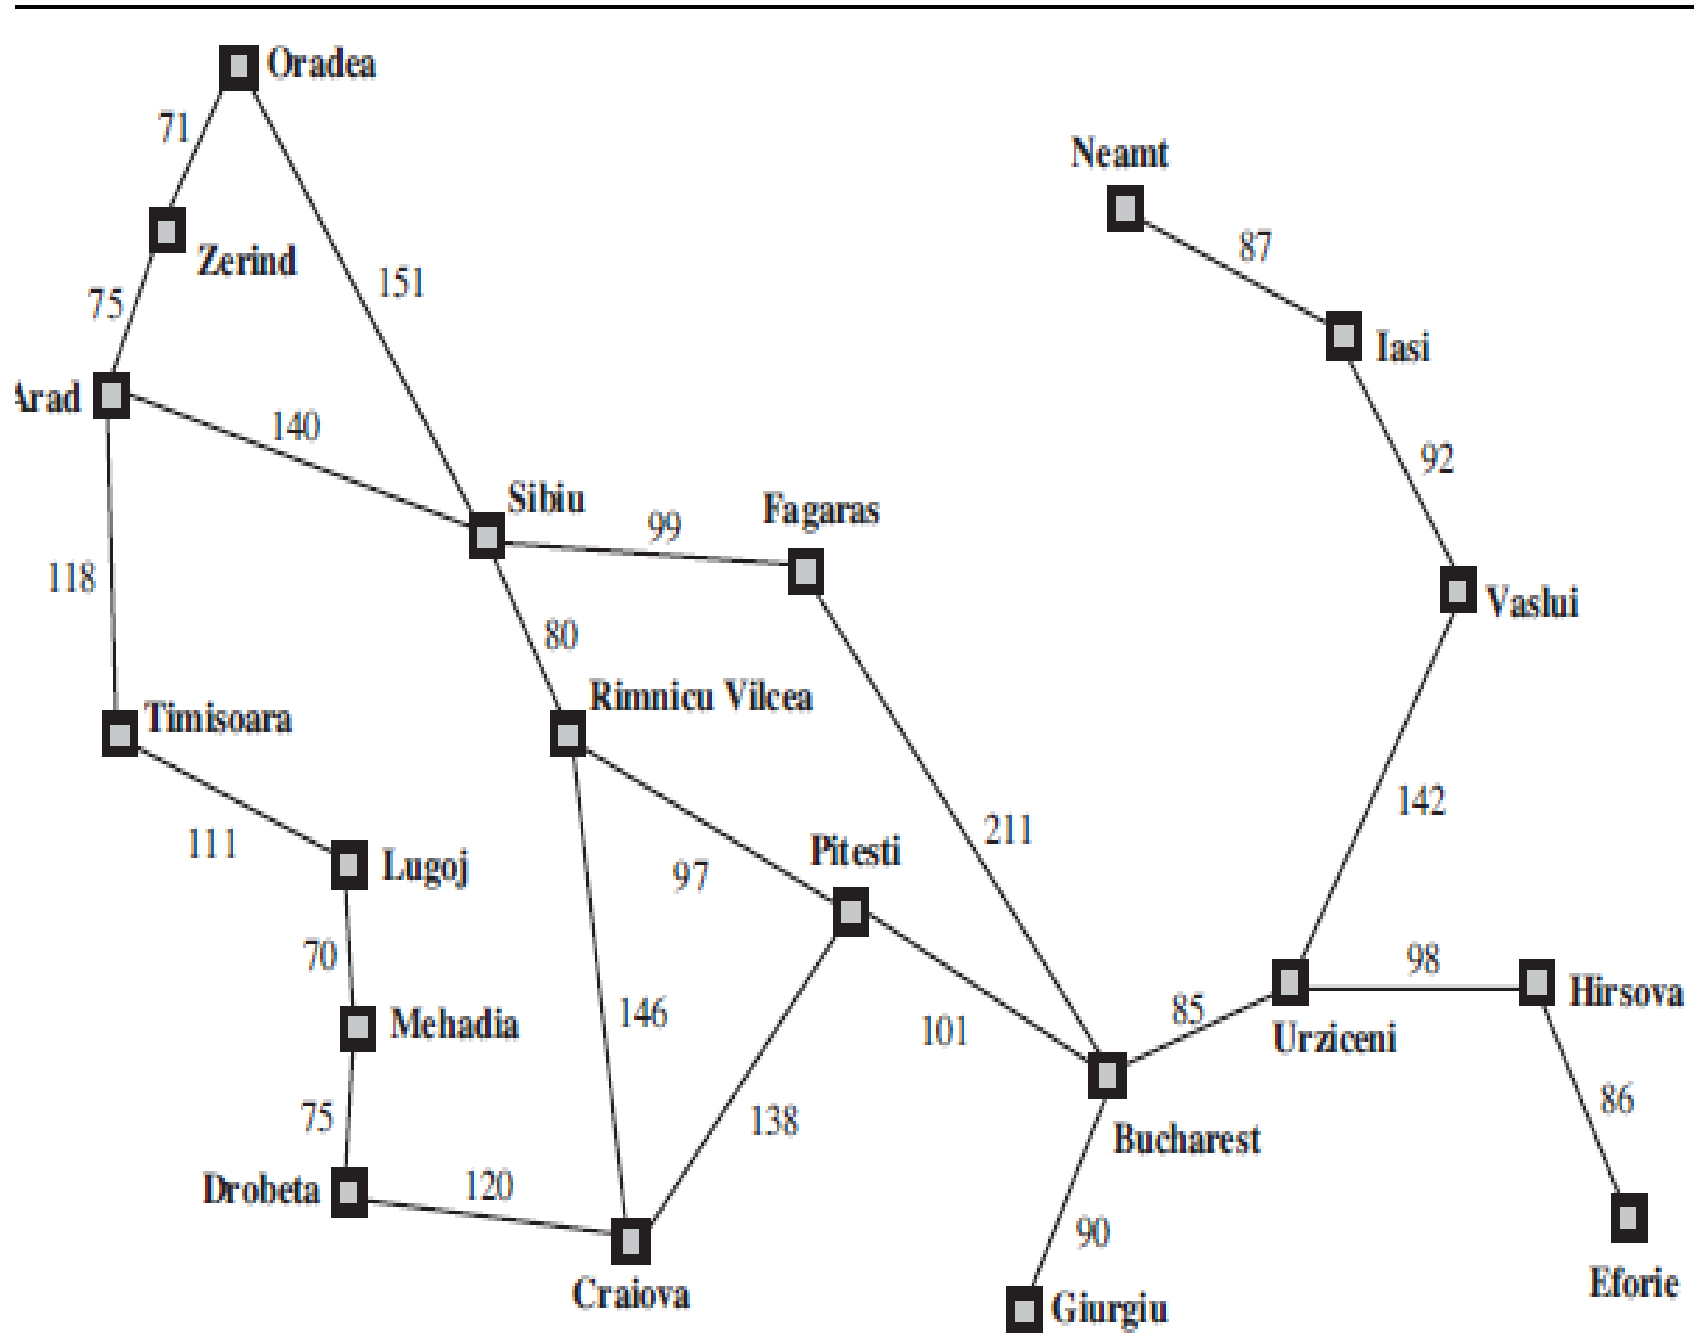 Oradea
71
Neamt
87
Zerind
151
75
Iasi
Arad
140
92
Sibiu
Fagaras
99
118
Vaslui
80
Rimnicu Vilcea
Timisoara
142
211
111
Pitesti
Lugoj
97
70
98
Hirsova
85
146
Mehadia
101
Urziceni
86
75
138
Bucharest
Drobeta
120
90
Eforie
Craiova
Giurgiu